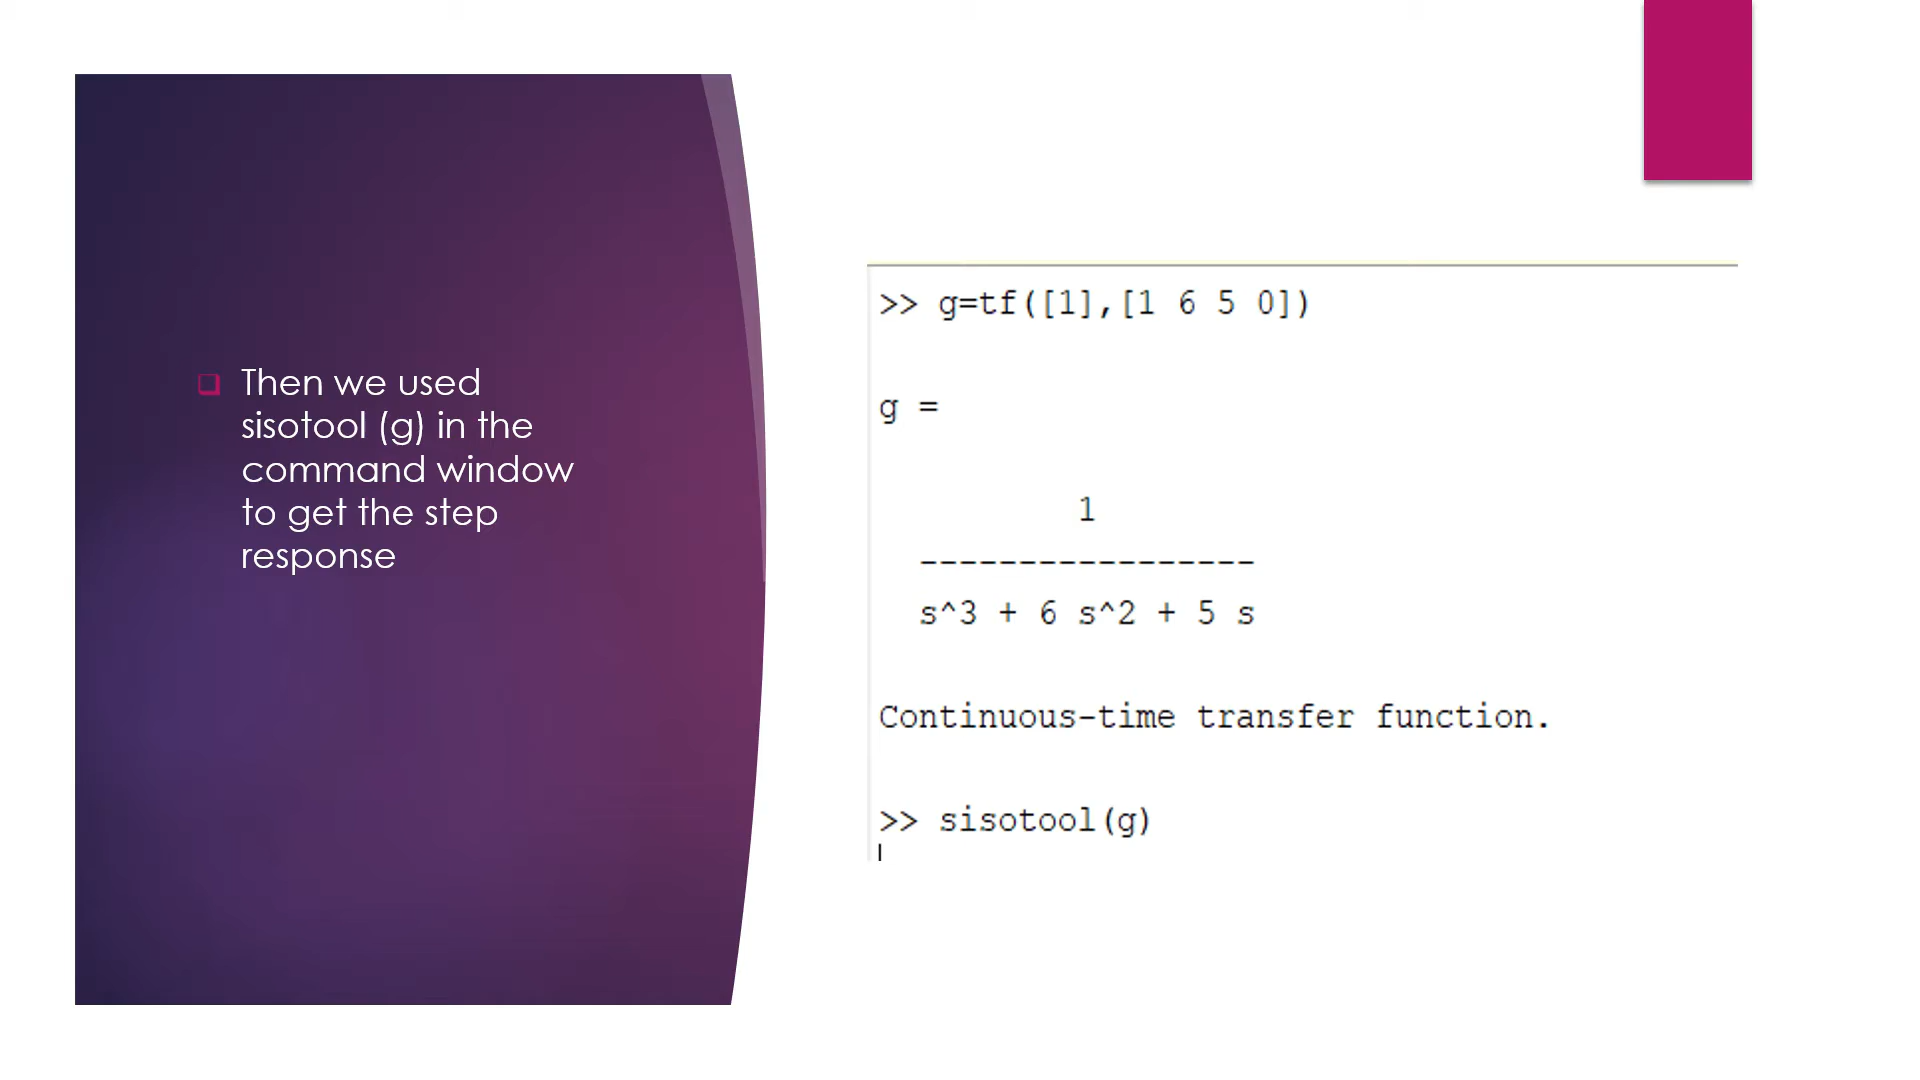 Then we used
sisotool (g) in the
command window
to get the step
response
>> g=tf([1],[1 6 5 0])
g =
1
-----------------
s^3 + 6 s^2 + 5 s
Continuous-time transfer function.
>> sisotool(g)